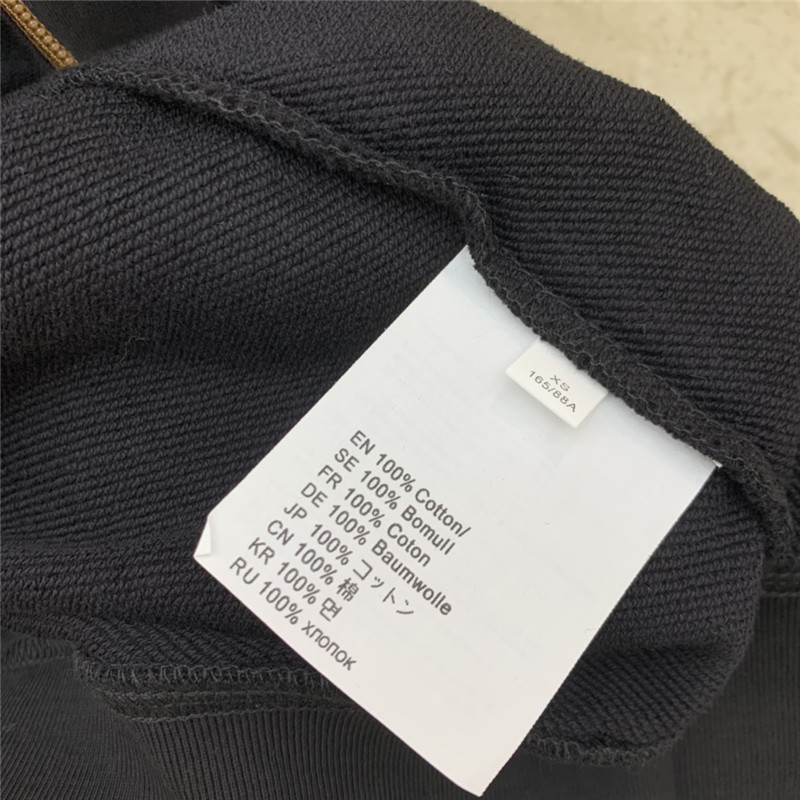 XS
165/88A
EN 100% Cotton/
SE 100% Bomull
FR 100% Coton
DE 100% Baumwolle
JP 100% コットン
CN 100% 棉
KR 100% 면
RU 100% хлопок